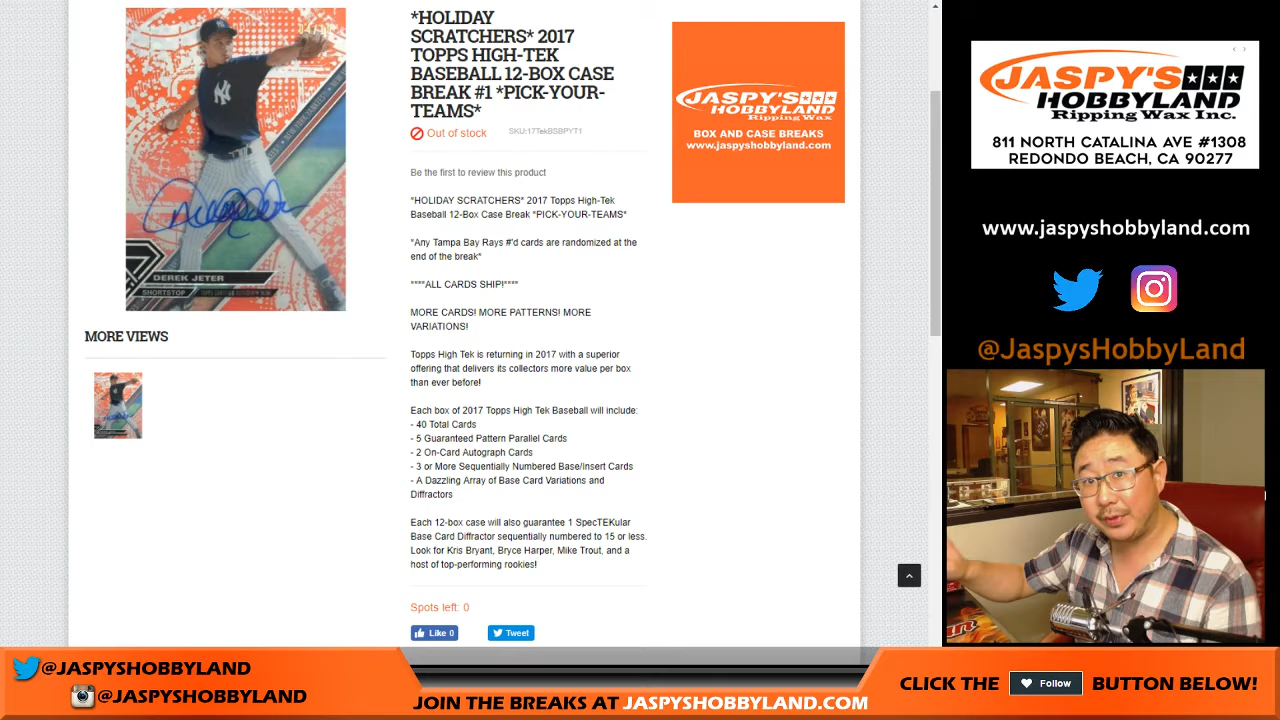 *HOLIDAY
SCRATCHERS* 2017
TOPPS HIGH-TEK
BASEBALL 12-BOX CASE
BREAK #1 *PICK-YOUR-
TEAMS*
Out of stock
SKU:17TekBSBPYT1
Be the first to review this product
*HOLIDAY SCRATCHERS* 2017 Topps High-Tek
Baseball 12-Box Case Break *PICK-YOUR-TEAMS*
*Any Tampa Bay Rays #'d cards are randomized at the
end of the break*
****ALL CARDS SHIP!****
MORE CARDS! MORE PATTERNS! MORE
VARIATIONS!
Topps High Tek is returning in 2017 with a superior
offering that delivers its collectors more value per box
than ever before!
Each box of 2017 Topps High Tek Baseball will include:
- 40 Total Cards
- 5 Guaranteed Pattern Parallel Cards
- 2 On-Card Autograph Cards
- 3 or More Sequentially Numbered Base/Insert Cards
- A Dazzling Array of Base Card Variations and
Diffractors
Each 12-box case will also guarantee 1 SpecTEKular
Base Card Diffractor sequentially numbered to 15 or less.
Look for Kris Bryant, Bryce Harper, Mike Trout, and a
host of top-performing rookies!
Spots left: 0
Like 0
Tweet
DEREK JETER
SHORTSTOP
MORE VIEWS
JASPY'S
HOBBYLAND
Ripping Wax
BOX AND CASE BREAKS
www.jaspyshobbyland.com
JASPY'S
HOBBYLAND
Ripping Wax Inc.
811 NORTH CATALINA AVE #1308
REDONDO BEACH, CA 90277
www.jaspyshobbyland.com
@JaspysHobbyLand
@JASPYSHOBBYLAND
@JASPYSHOBBYLAND
JOIN THE BREAKS AT JASPYSHOBBYLAND.COM
CLICK THE
Follow
BUTTON BELOW!